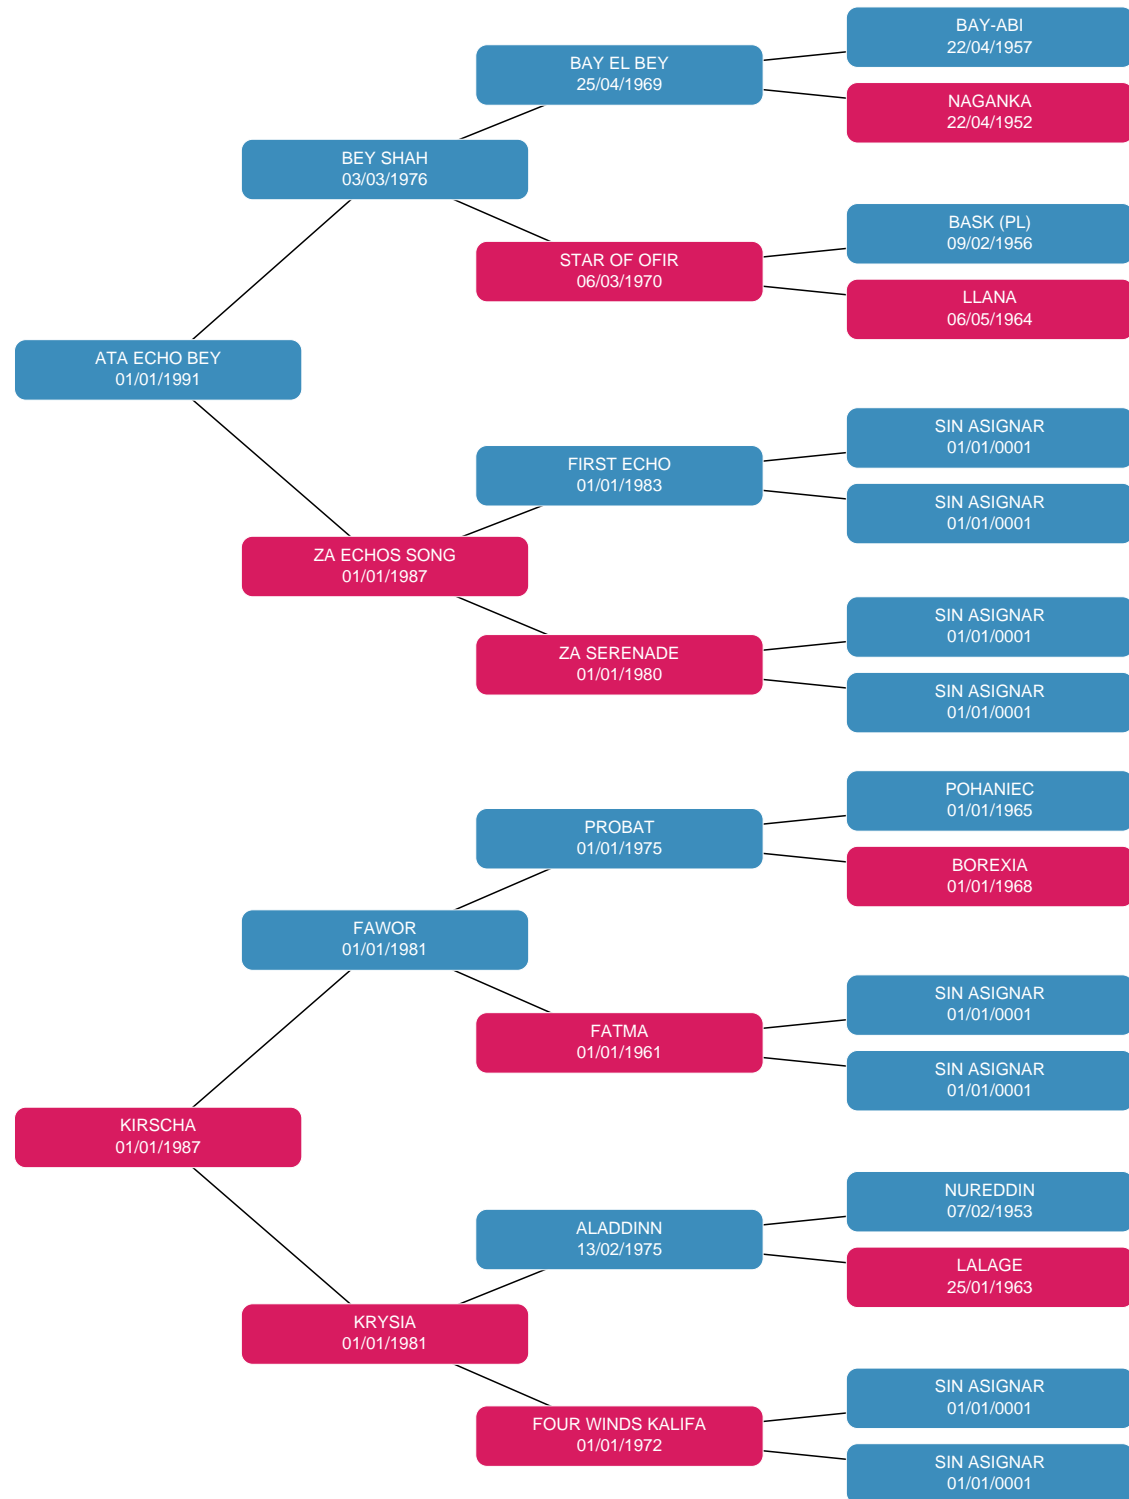 BAY-ABI
22/04/1957
BAY EL BEY
25/04/1969
NAGANKA
22/04/1952
BEY SHAH
03/03/1976
BASK (PL)
09/02/1956
STAR OF OFIR
06/03/1970
LLANA
06/05/1964
ATA ECHO BEY
01/01/1991
SIN ASIGNAR
01/01/0001
FIRST ECHO
01/01/1983
SIN ASIGNAR
01/01/0001
ZA ECHOS SONG
01/01/1987
SIN ASIGNAR
01/01/0001
ZA SERENADE
01/01/1980
SIN ASIGNAR
01/01/0001
POHANIEC
01/01/1965
PROBAT
01/01/1975
BOREXIA
01/01/1968
FAWOR
01/01/1981
SIN ASIGNAR
01/01/0001
FATMA
01/01/1961
SIN ASIGNAR
01/01/0001
KIRSCHA
01/01/1987
NUREDDIN
07/02/1953
ALADDINN
13/02/1975
LALAGE
25/01/1963
KRYSIA
01/01/1981
SIN ASIGNAR
01/01/0001
FOUR WINDS KALIFA
01/01/1972
SIN ASIGNAR
01/01/0001